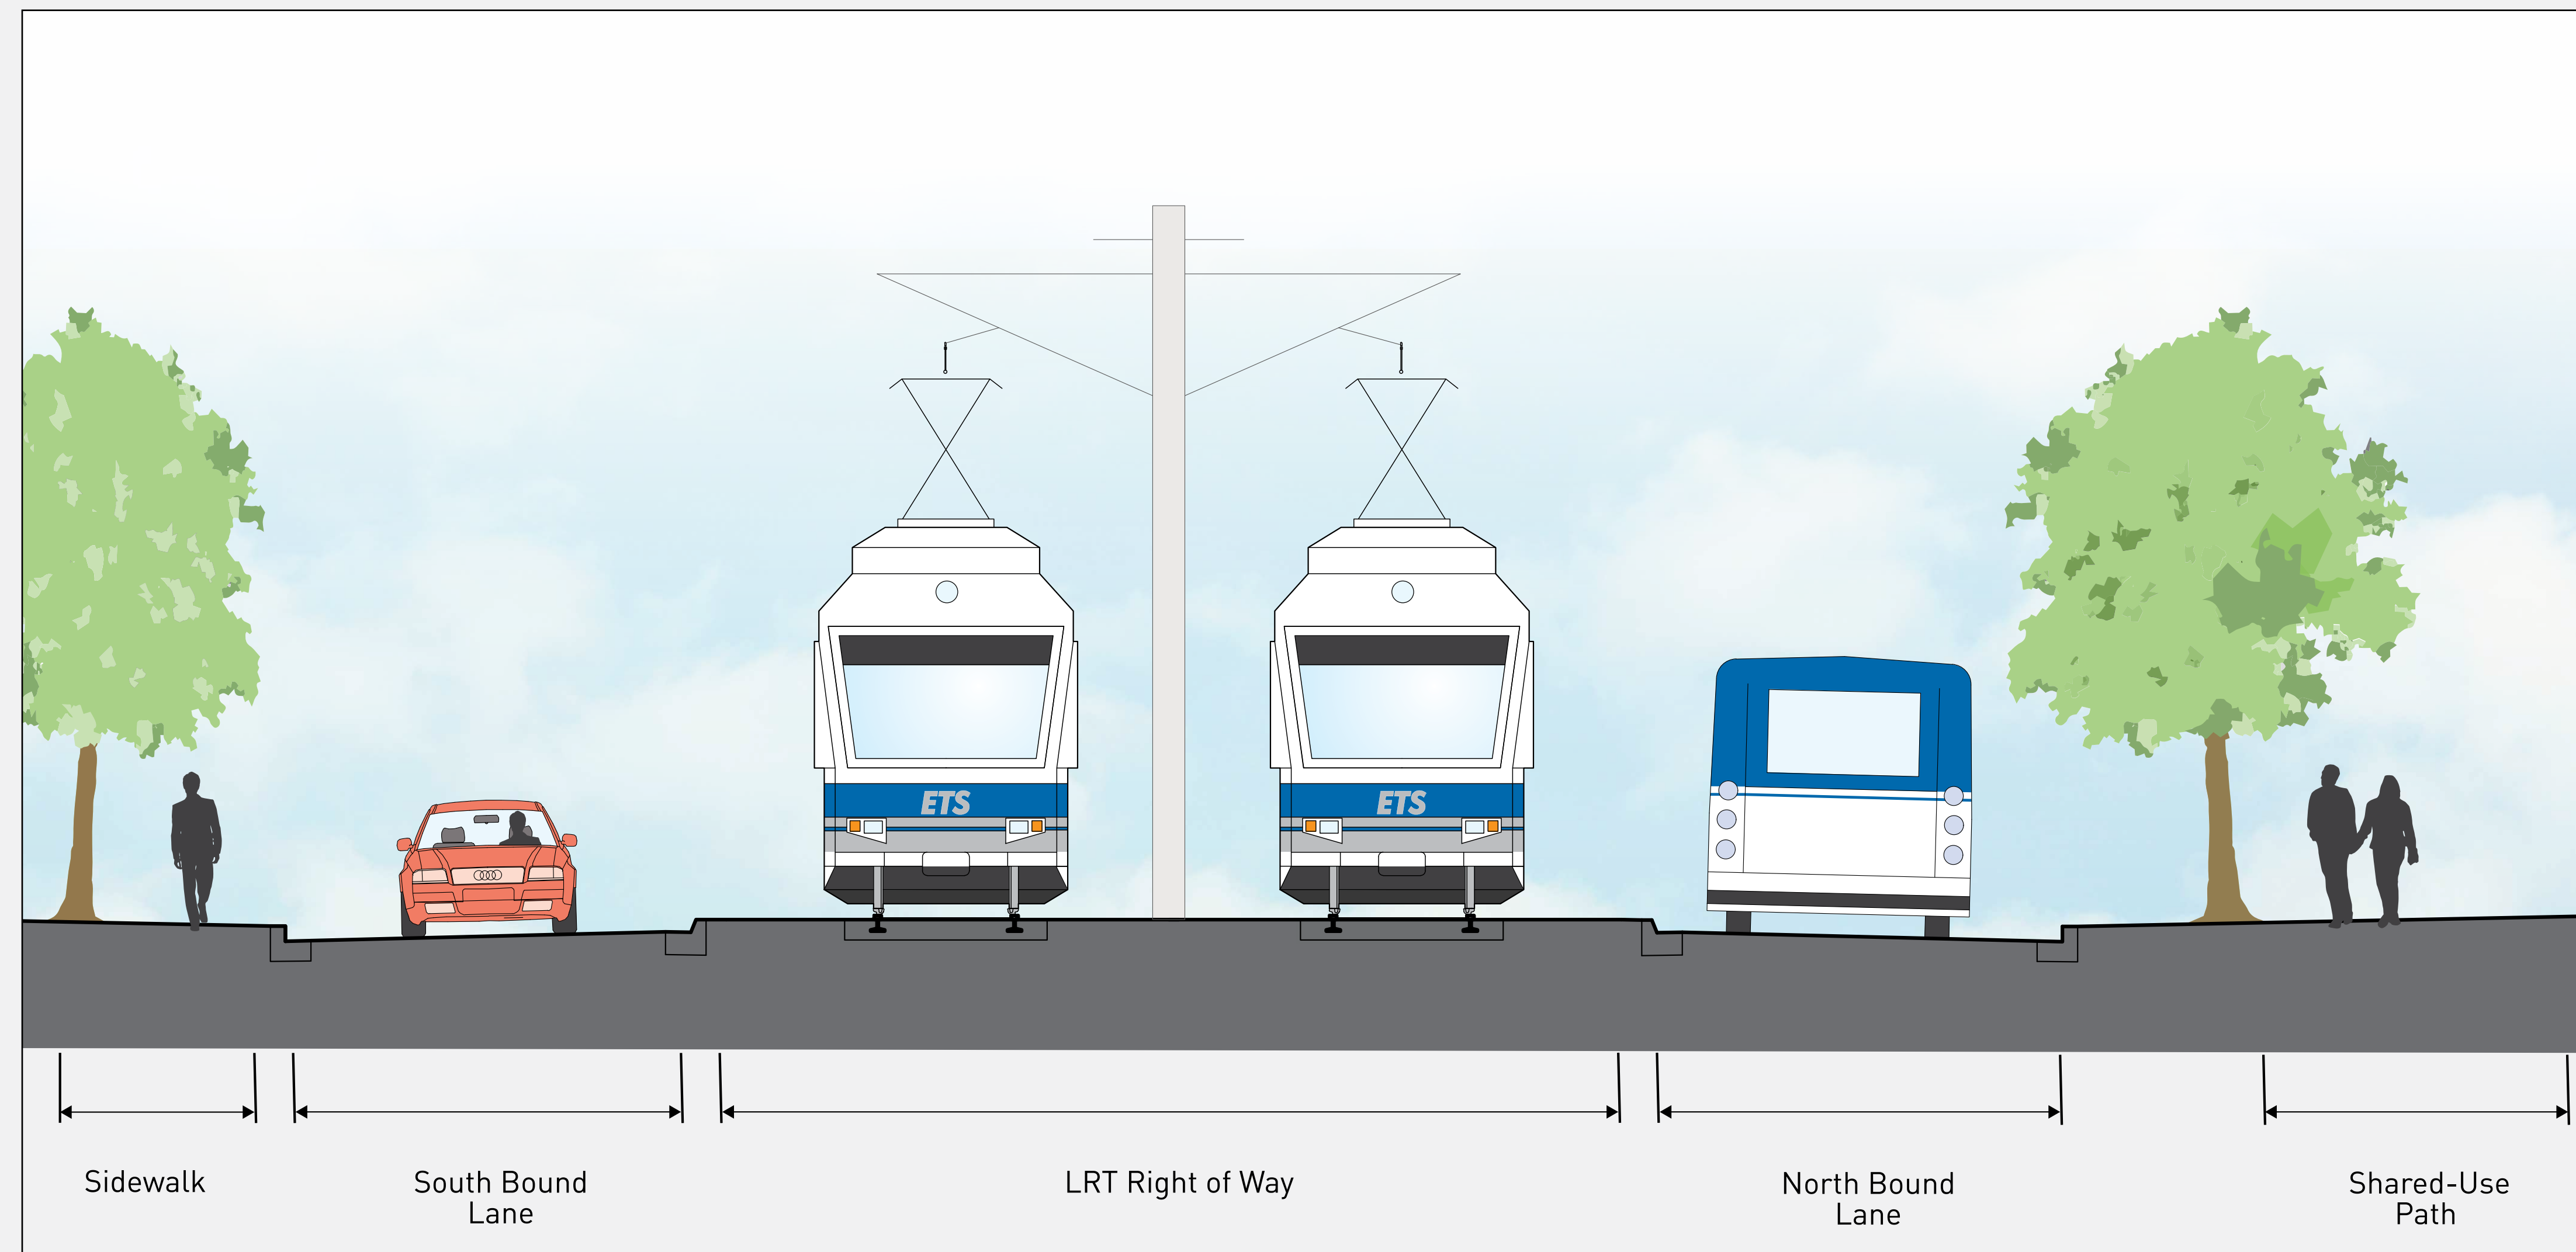 ETS
ETS
Sidewalk
South Bound
Lane
LRT Right of Way
North Bound
Lane
Shared-Use
Path